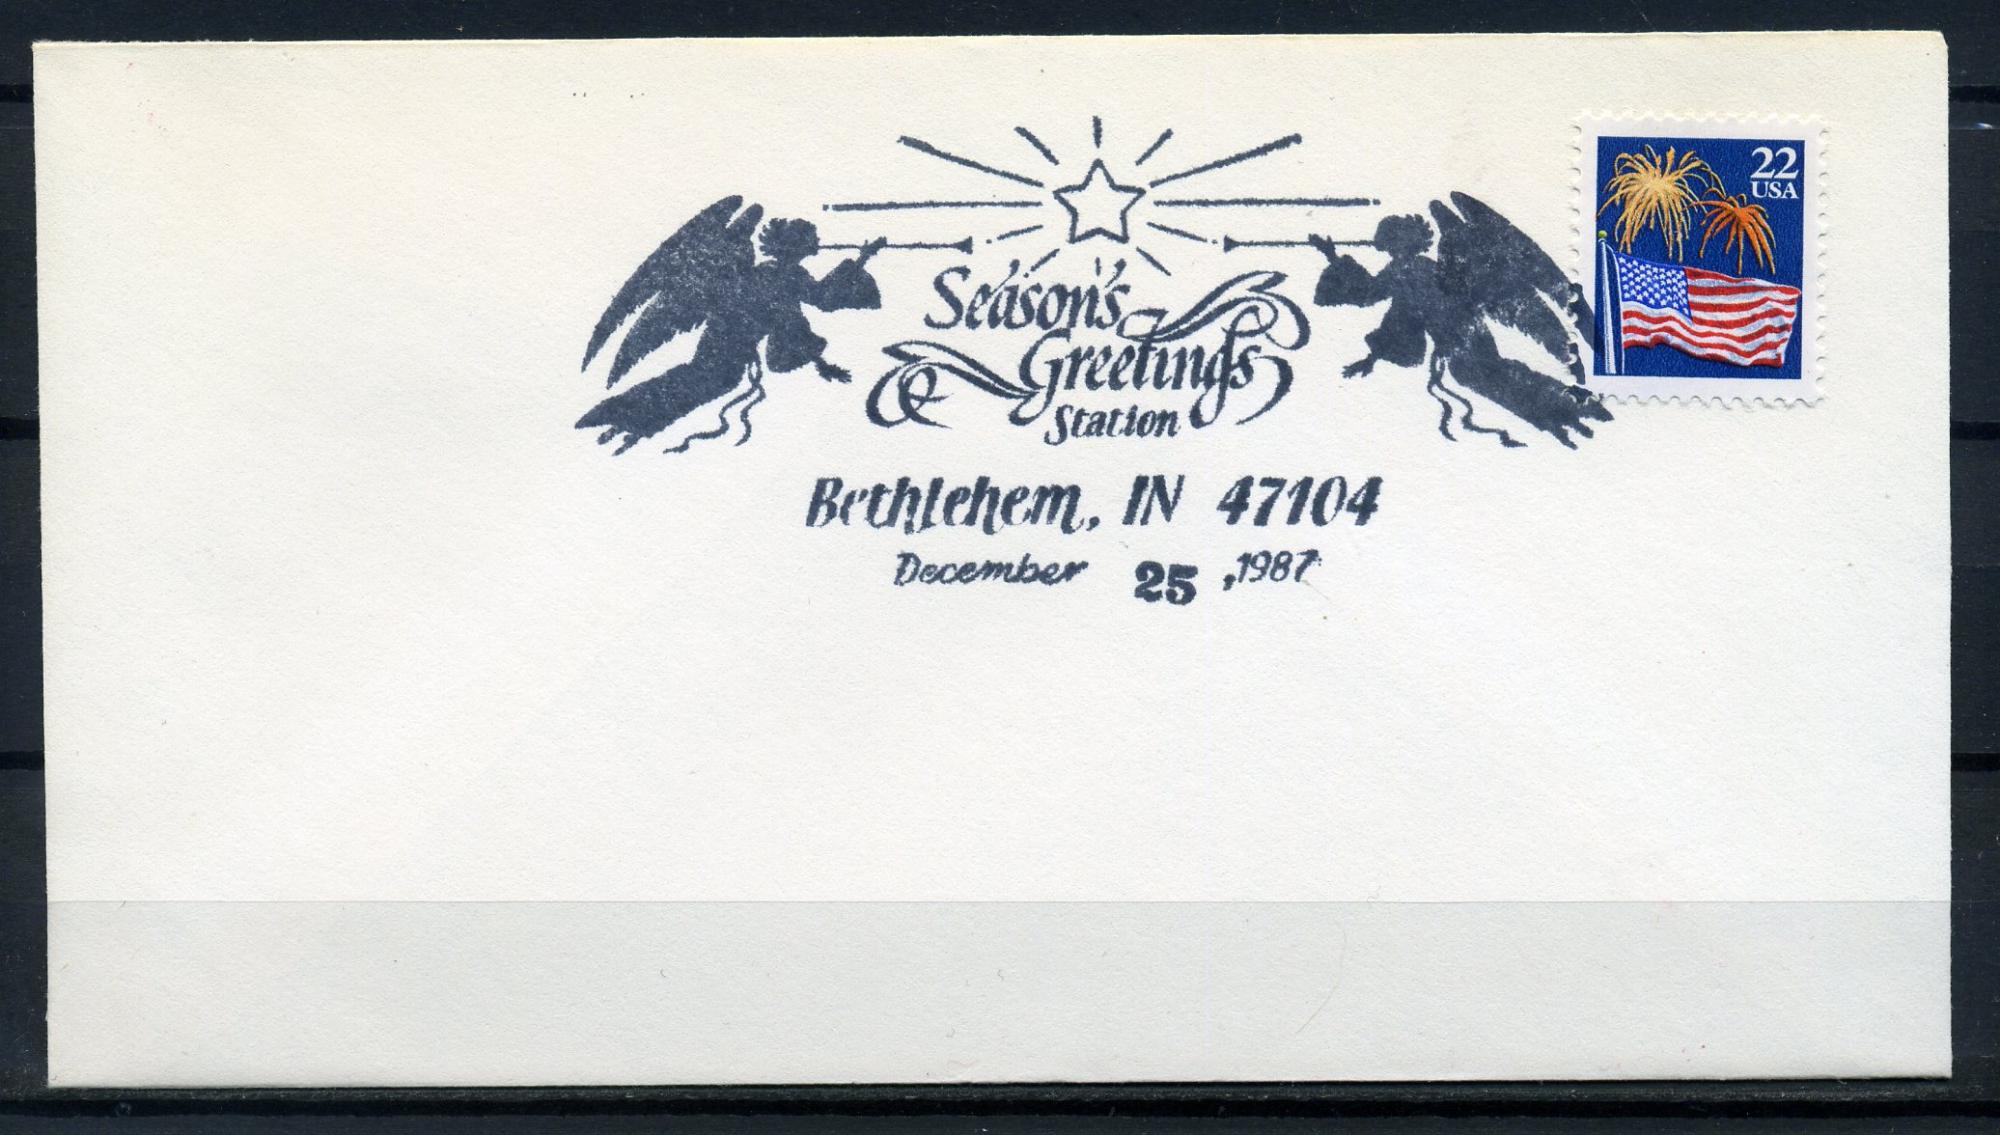 22
USA
Season's
Greetings
Station
Bethlehem, IN 47104
December 25, 1987